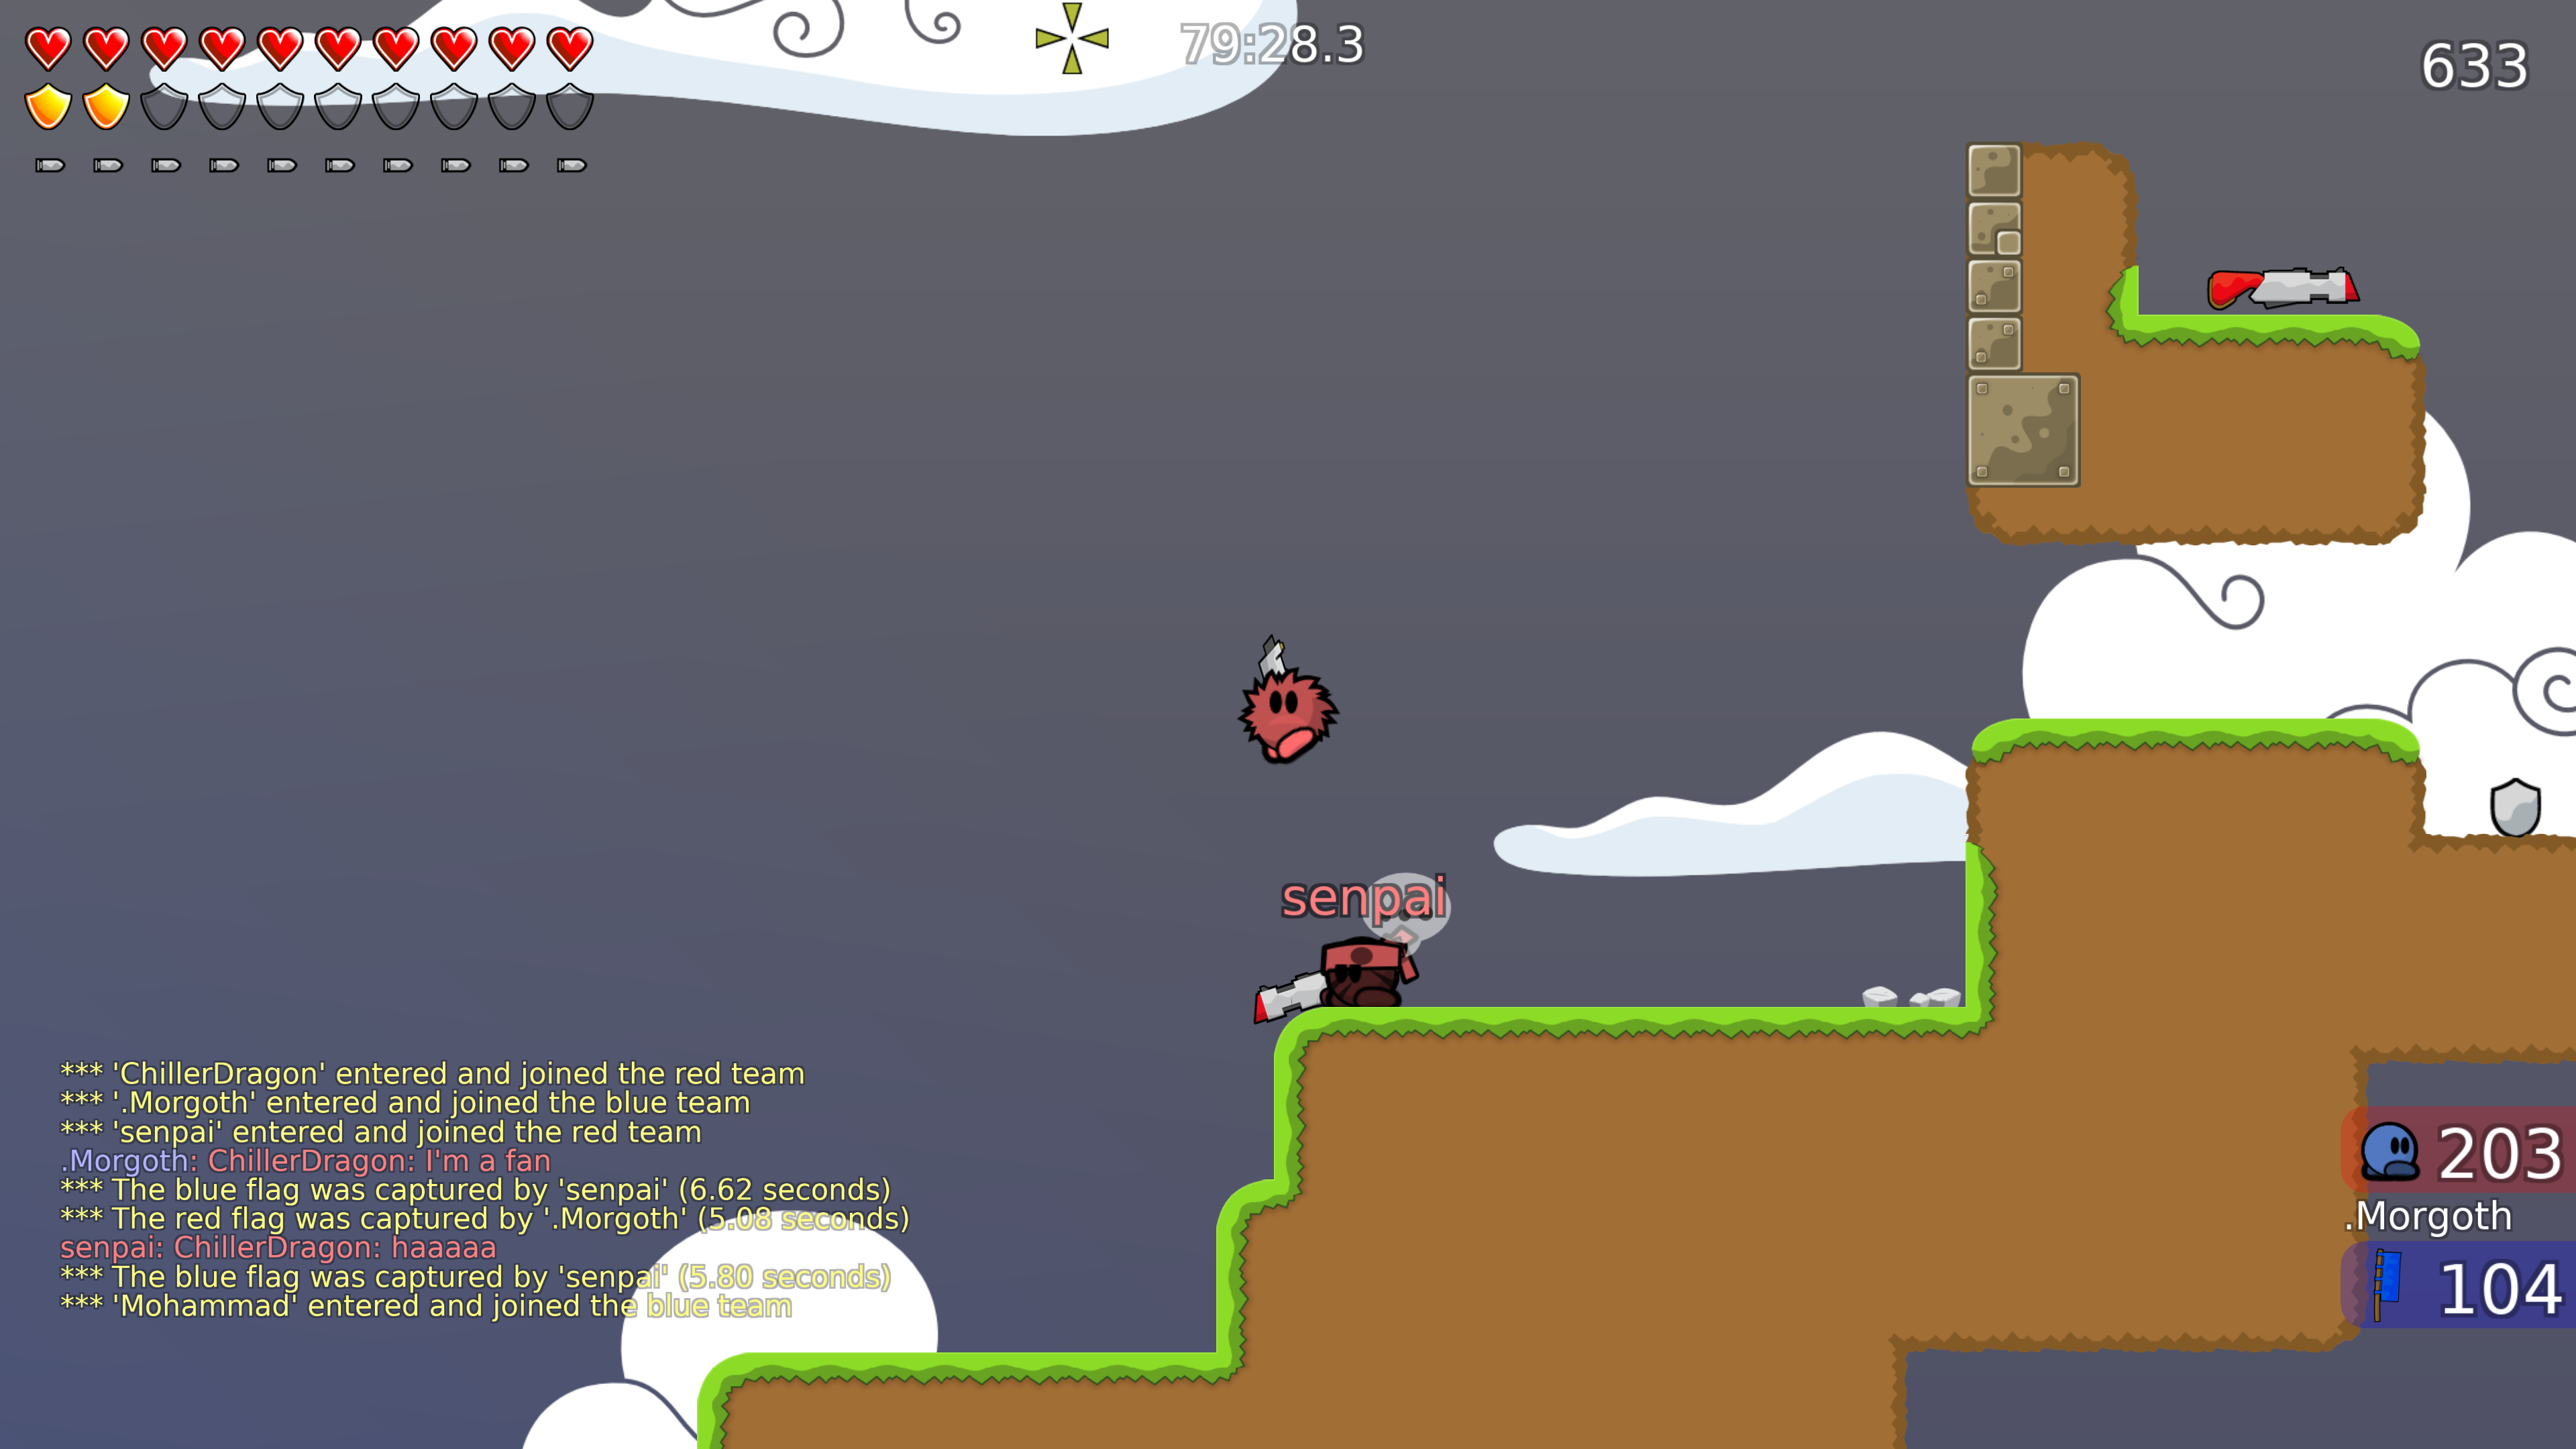 79:28.3
633
senpai
*** 'ChillerDragon' entered and joined the red team
*** '.Morgoth' entered and joined the blue team
*** 'senpai' entered and joined the red team
.Morgoth: ChillerDragon: I'm a fan
*** The blue flag was captured by 'senpai' (6.62 seconds)
*** The red flag was captured by '.Morgoth' (5.08 seconds)
senpai: ChillerDragon: haaaaa
*** The blue flag was captured by 'senpai' (5.80 seconds)
*** 'Mohammad' entered and joined the blue team
203
.Morgoth
104